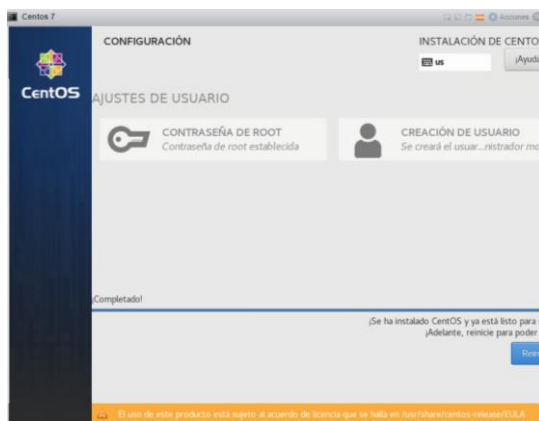 Centos 7
Acciones
CONFIGURACIÓN
INSTALACIÓN DE CENTO
us
¡Ayuda
CentOS
AJUSTES DE USUARIO
CONTRASEÑA DE ROOT
Contraseña de root establecida
CREACIÓN DE USUARIO
Se creará el usuar...nistrador mo
¡Completado!
¡Se ha instalado CentOS y ya está listo para
¡Adelante, reinicie para poder
Rein
El uso de este producto está sujeto al acuerdo de licencia que se halla en /usr/share/centos-release/EULA